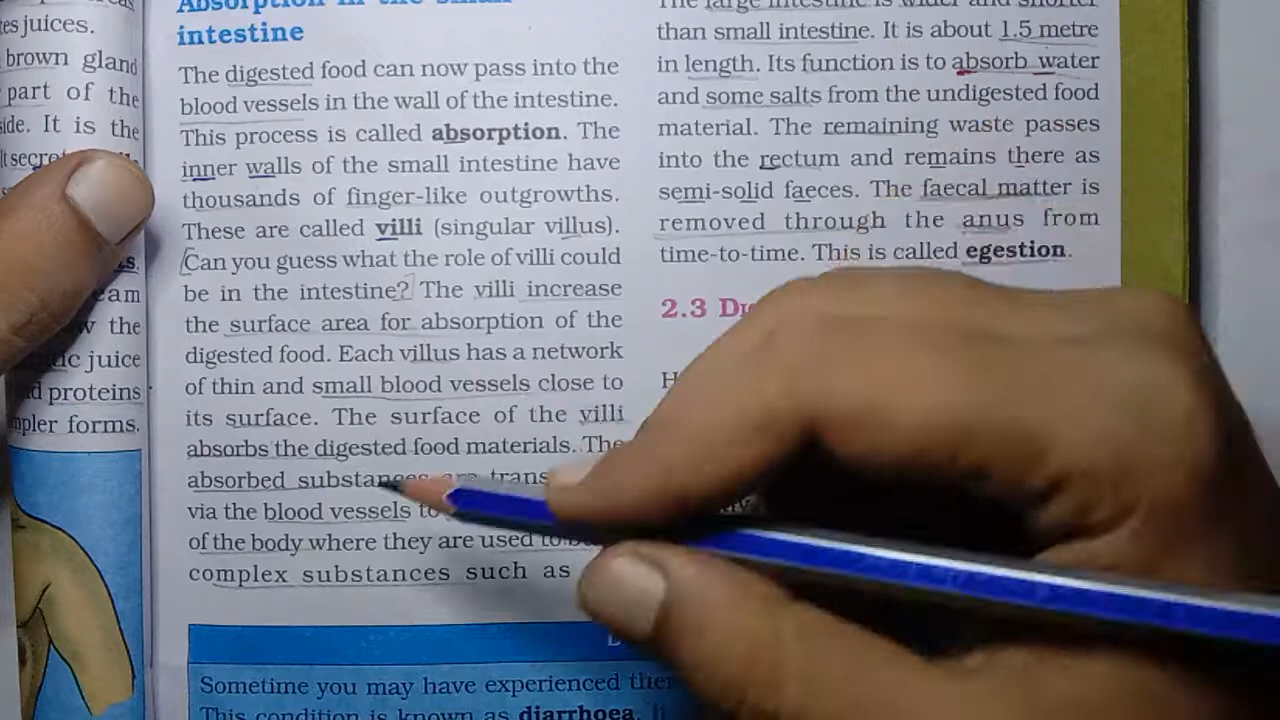 tes juices.
brown gland
part of the
side. It is the
It secret
eam
w the
juice
proteins
mpler forms.
Absorption in the small
intestine
The digested food can now pass into the
blood vessels in the wall of the intestine.
This process is called absorption. The
inner walls of the small intestine have
thousands of finger-like outgrowths.
These are called villi (singular villus).
Can you guess what the role of villi could
be in the intestine? The villi increase
the surface area for absorption of the
digested food. Each villus has a network
of thin and small blood vessels close to
its surface. The surface of the villi
absorbs the digested food materials. The
absorbed substances are trans
via the blood vessels to
of the body where they are used to
complex substances such as
Sometime you may have experienced
This condition is known as diarrhoea.
The large intestine is wider and shorter
than small intestine. It is about 1.5 metre
in length. Its function is to absorb water
and some salts from the undigested food
material. The remaining waste passes
into the rectum and remains there as
semi-solid faeces. The faecal matter is
removed through the anus from
time-to-time. This is called egestion.
2.3